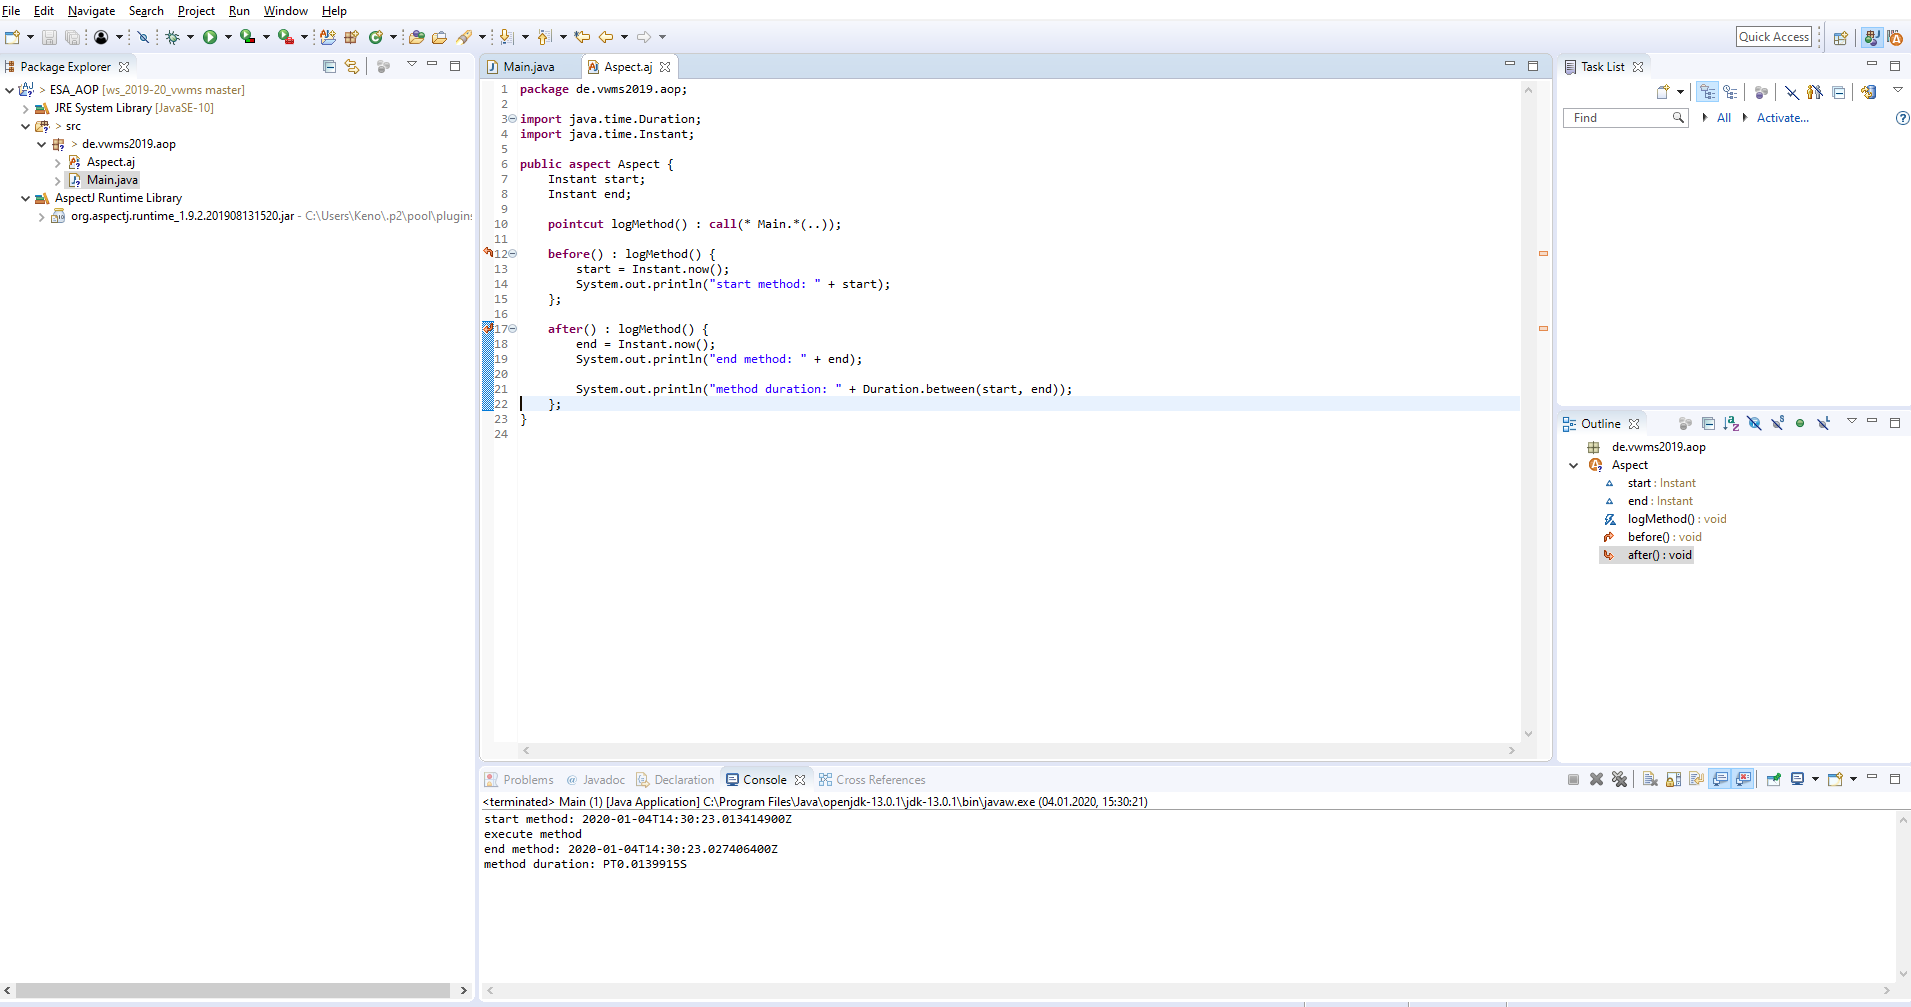 File Edit Navigate Search Project Run Window Help
Quick Access
Package Explorer
ESA_AOP [ws_2019-20_vwms master]
JRE System Library [JavaSE-10]
> src
> de.vwms2019.aop
Aspect.aj
Main.java
AspectJ Runtime Library
org.aspectj.runtime_1.9.2.201908131520.jar - C:\Users\Keno\.p2\pool\plugins
Main.java Aspect.aj
1 package de.vwms2019.aop;
2
3 import java.time.Duration;
4 import java.time.Instant;
5
6 public aspect Aspect {
7 Instant start;
8 Instant end;
9
10 pointcut logMethod() : call(* Main.*(..));
11
12 before() : logMethod() {
13 start = Instant.now();
14 System.out.println("start method: " + start);
15 };
16
17 after() : logMethod() {
18 end = Instant.now();
19 System.out.println("end method: " + end);
20
21 System.out.println("method duration: " + Duration.between(start, end));
22 };
23 }
24
Task List
Find All Activate...
Outline
de.vwms2019.aop
Aspect
start : Instant
end : Instant
logMethod() : void
before() : void
after() : void
Problems @ Javadoc Declaration Console Cross References
<terminated> Main (1) [Java Application] C:\Program Files\Java\openjdk-13.0.1\jdk-13.0.1\bin\javaw.exe (04.01.2020, 15:30:21)
start method: 2020-01-04T14:30:23.013414900Z
execute method
end method: 2020-01-04T14:30:23.027406400Z
method duration: PT0.0139915S